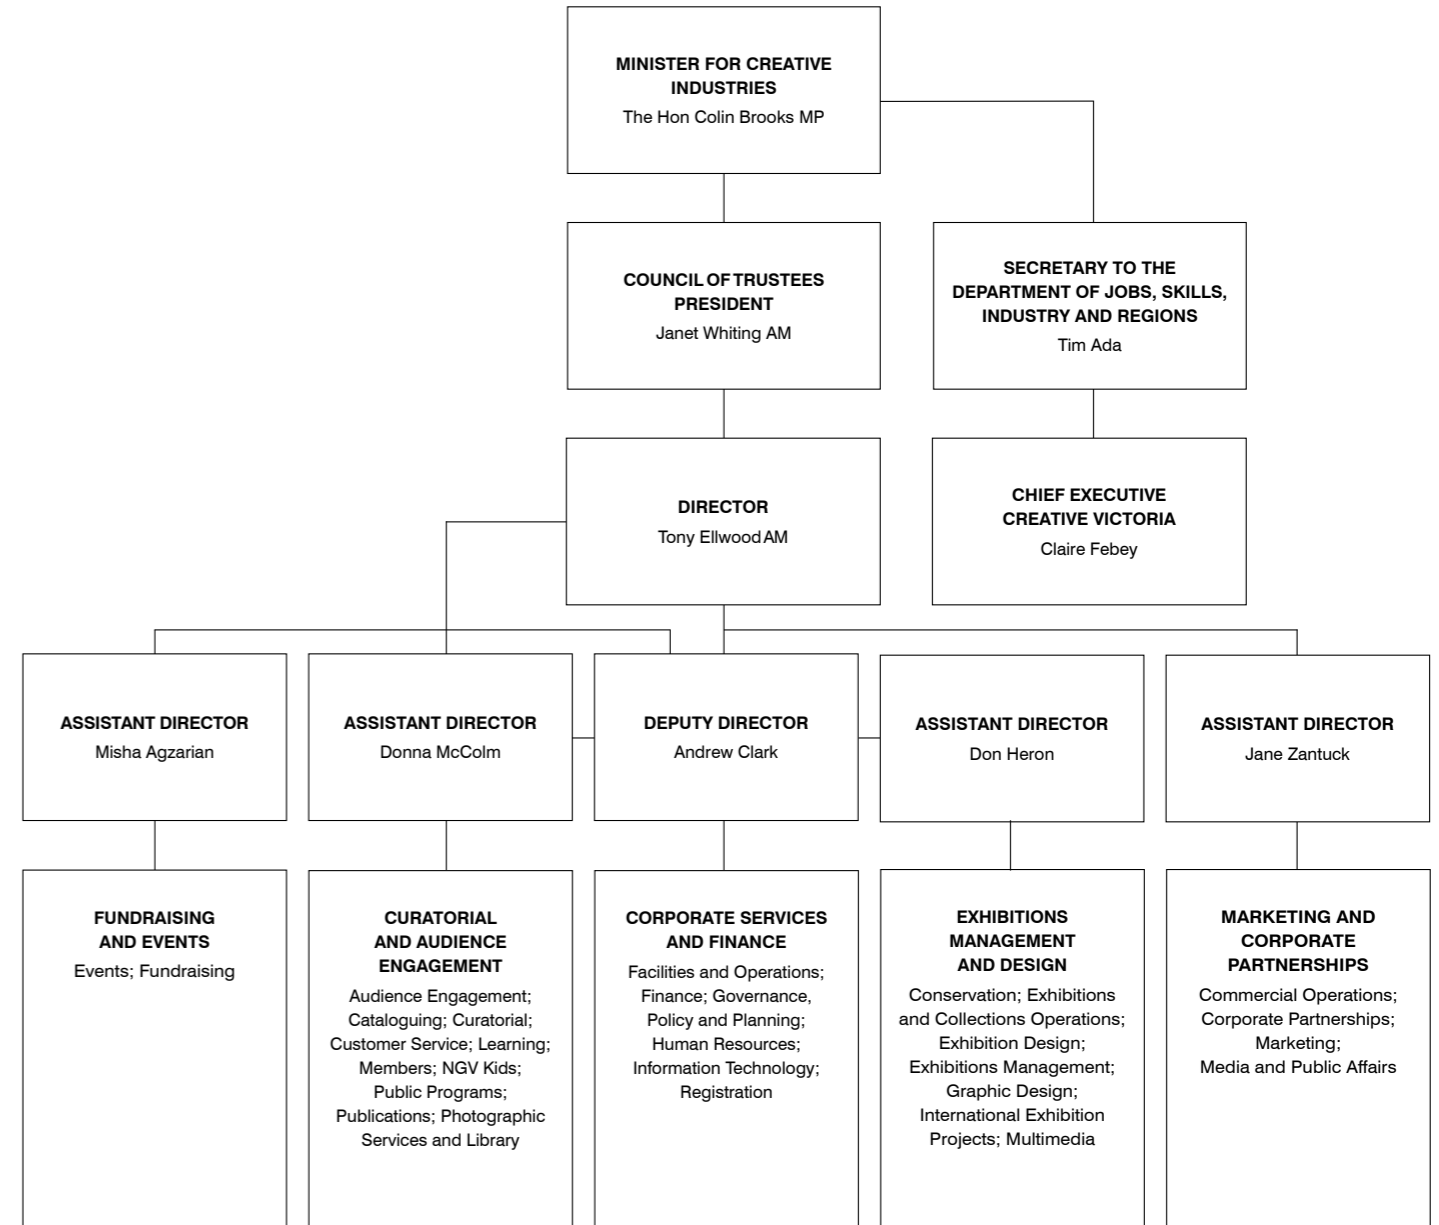 MINISTER FOR CREATIVE
INDUSTRIES
The Hon Colin Brooks MP
COUNCIL OF TRUSTEES
PRESIDENT
Janet Whiting AM
SECRETARY TO THE
DEPARTMENT OF JOBS, SKILLS,
INDUSTRY AND REGIONS
Tim Ada
DIRECTOR
Tony Ellwood AM
CHIEF EXECUTIVE
CREATIVE VICTORIA
Claire Febey
ASSISTANT DIRECTOR
Misha Agzarian
ASSISTANT DIRECTOR
Donna McColm
DEPUTY DIRECTOR
Andrew Clark
ASSISTANT DIRECTOR
Don Heron
ASSISTANT DIRECTOR
Jane Zantuck
FUNDRAISING
AND EVENTS
Events; Fundraising
CURATORIAL
AND AUDIENCE
ENGAGEMENT
Audience Engagement;
Cataloguing; Curatorial;
Customer Service; Learning;
Members; NGV Kids;
Public Programs;
Publications; Photographic
Services and Library
CORPORATE SERVICES
AND FINANCE
Facilities and Operations;
Finance; Governance,
Policy and Planning;
Human Resources;
Information Technology;
Registration
EXHIBITIONS
MANAGEMENT
AND DESIGN
Conservation; Exhibitions
and Collections Operations;
Exhibition Design;
Exhibitions Management;
Graphic Design;
International Exhibition
Projects; Multimedia
MARKETING AND
CORPORATE
PARTNERSHIPS
Commercial Operations;
Corporate Partnerships;
Marketing;
Media and Public Affairs